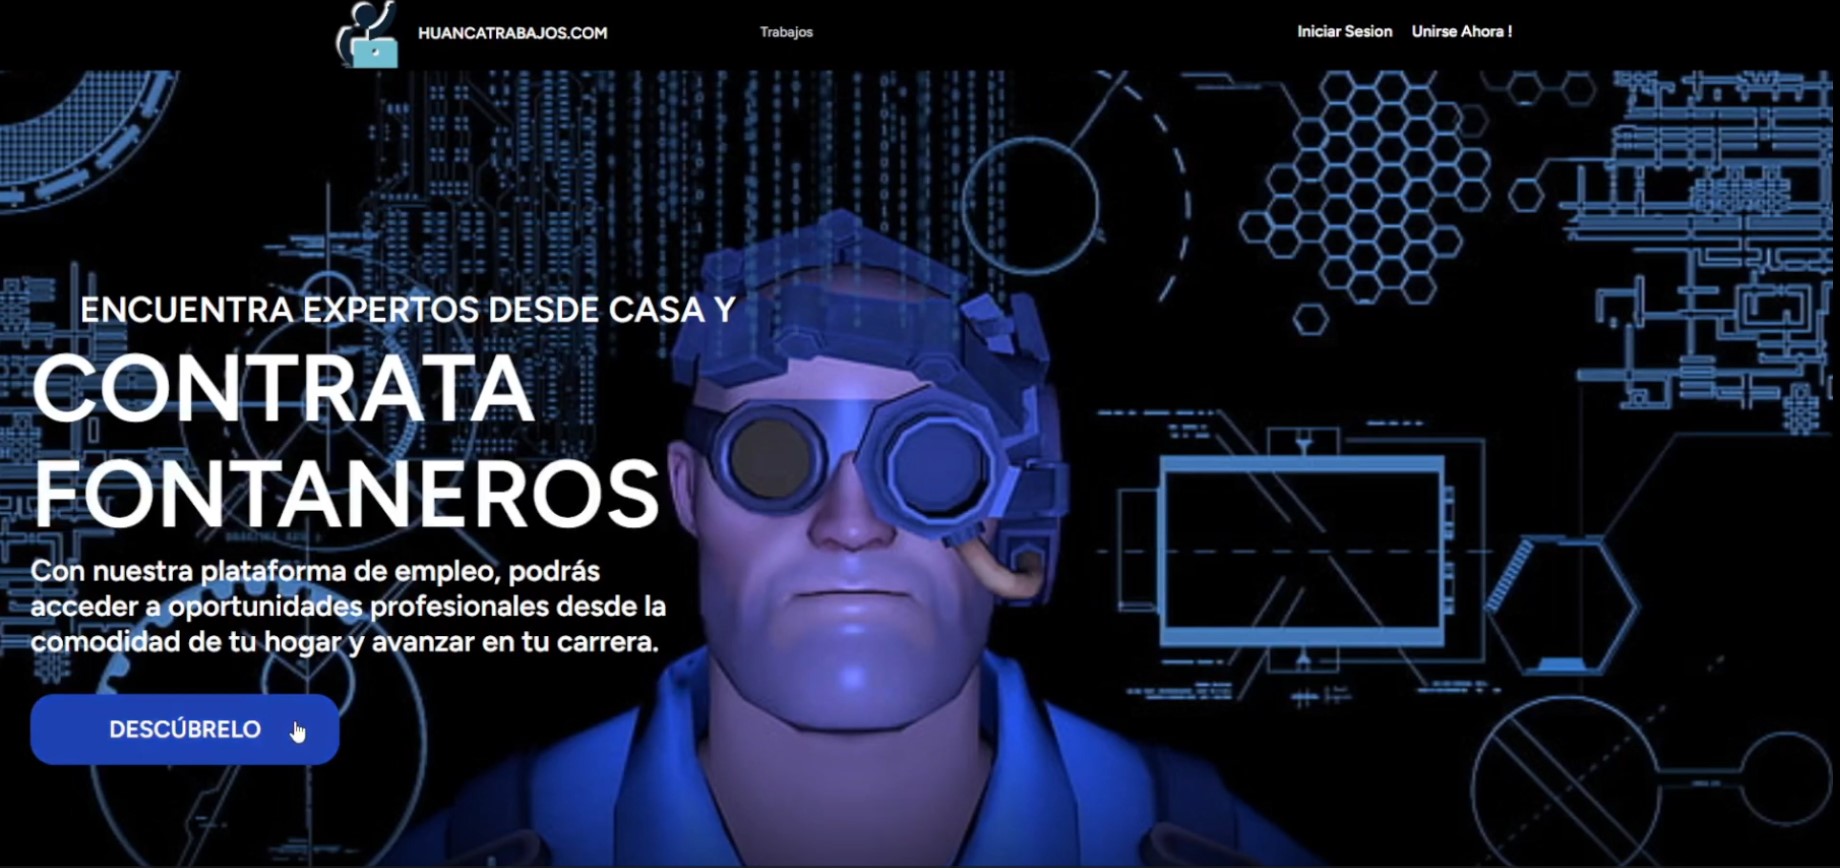 HUANCATRABAJOS.COM
Trabajos
Iniciar Sesion
Unirse Ahora !
ENCUENTRA EXPERTOS DESDE CASA Y
CONTRATA
FONTANEROS
Con nuestra plataforma de empleo, podrás
acceder a oportunidades profesionales desde la
comodidad de tu hogar y avanzar en tu carrera.
DESCÚBRELO